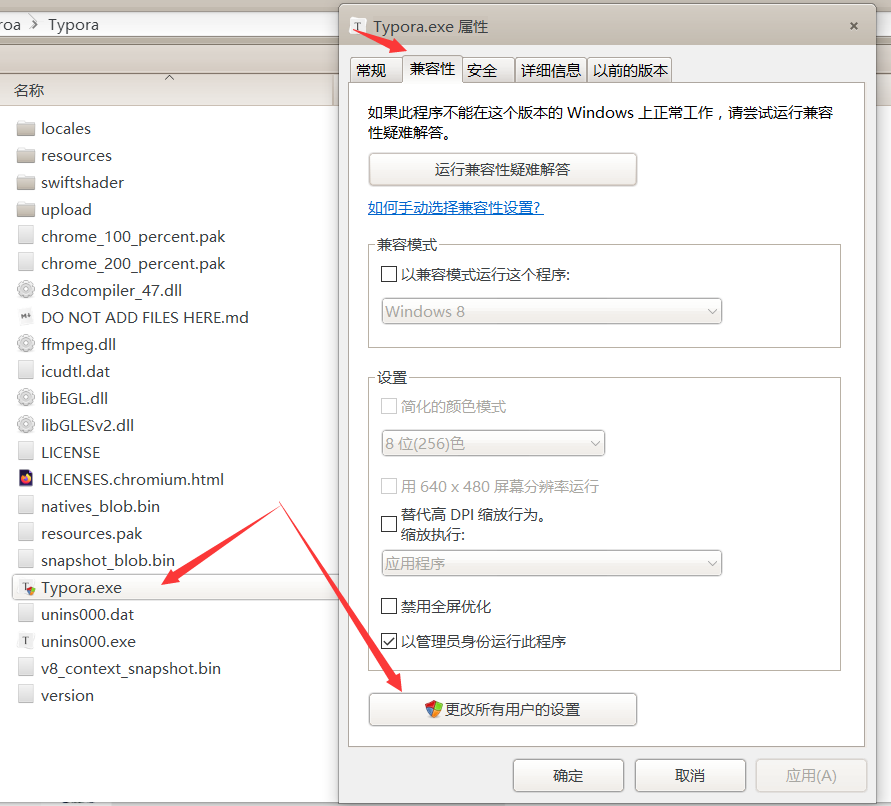 roa > Typora
名称
locales
resources
swiftshader
upload
chrome_100_percent.pak
chrome_200_percent.pak
d3dcompiler_47.dll
DO NOT ADD FILES HERE.md
ffmpeg.dll
icudtl.dat
libEGL.dll
libGLESv2.dll
LICENSE
LICENSES.chromium.html
natives_blob.bin
resources.pak
snapshot_blob.bin
Typora.exe
unins000.dat
unins000.exe
v8_context_snapshot.bin
version
Typora.exe 属性
常规 兼容性 安全 详细信息 以前的版本
如果此程序不能在这个版本的 Windows 上正常工作，请尝试运行兼容
性疑难解答。
运行兼容性疑难解答
如何手动选择兼容性设置?
兼容模式
以兼容模式运行这个程序:
Windows 8
设置
简化的颜色模式
8 位(256)色
用 640 x 480 屏幕分辨率运行
替代高 DPI 缩放行为。
缩放执行:
应用程序
禁用全屏优化
以管理员身份运行此程序
更改所有用户的设置
确定 取消 应用(A)